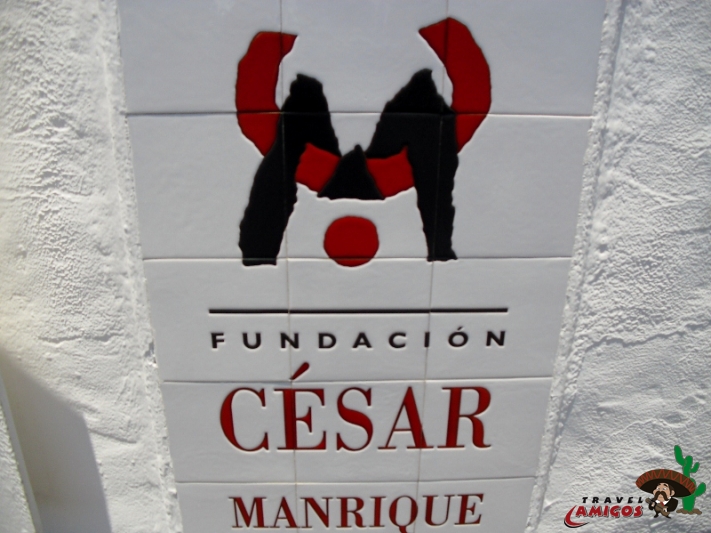 FUNDACIÓN
CÉSAR
MANRIQUE
TRAVEL
AMIGOS